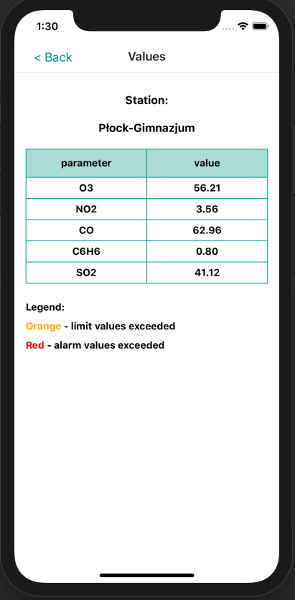 1:30
< Back Values
Station:
Płock-Gimnazjum
parameter value
O3 56.21
NO2 3.56
CO 62.96
C6H6 0.80
SO2 41.12
Legend:
Orange - limit values exceeded
Red - alarm values exceeded